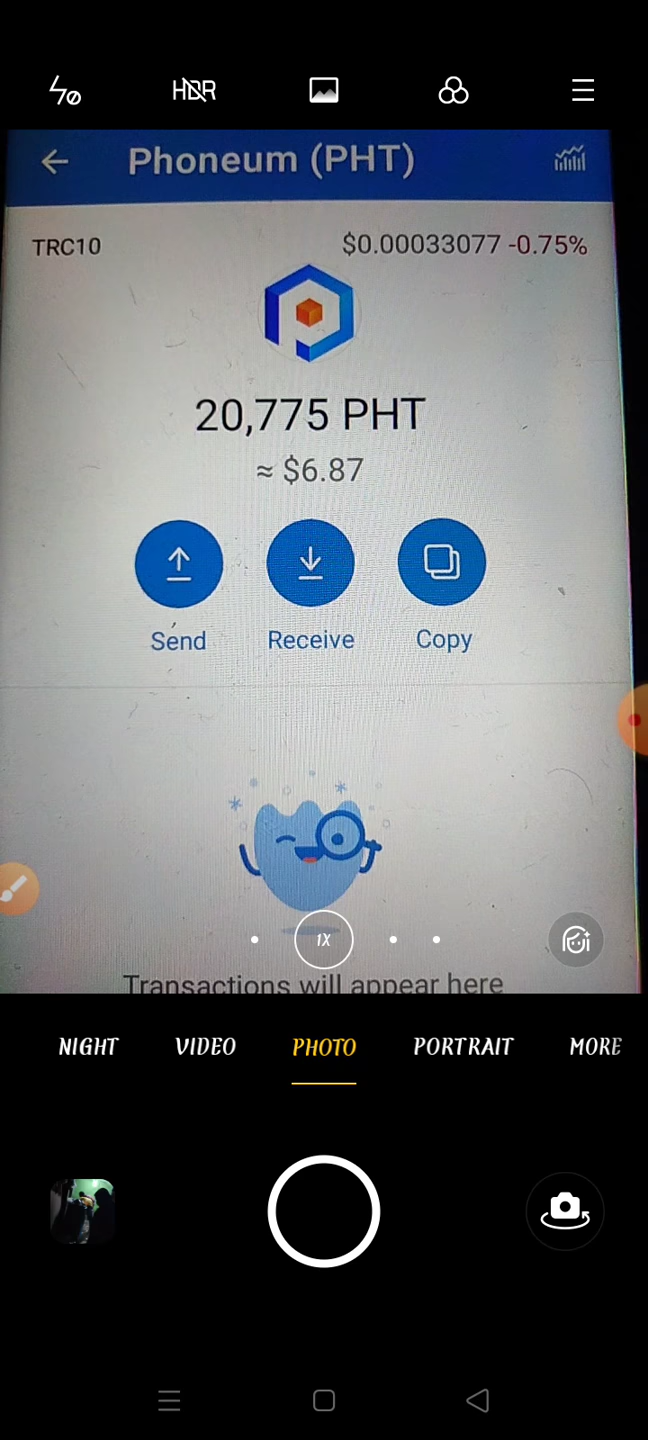 HDR
Phoneum (PHT)
TRC10
$0.00033077 -0.75%
20,775 PHT
≈ $6.87
Send
Receive
Copy
1X
Transactions will appear here
NIGHT
VIDEO
PHOTO
PORTRAIT
MORE